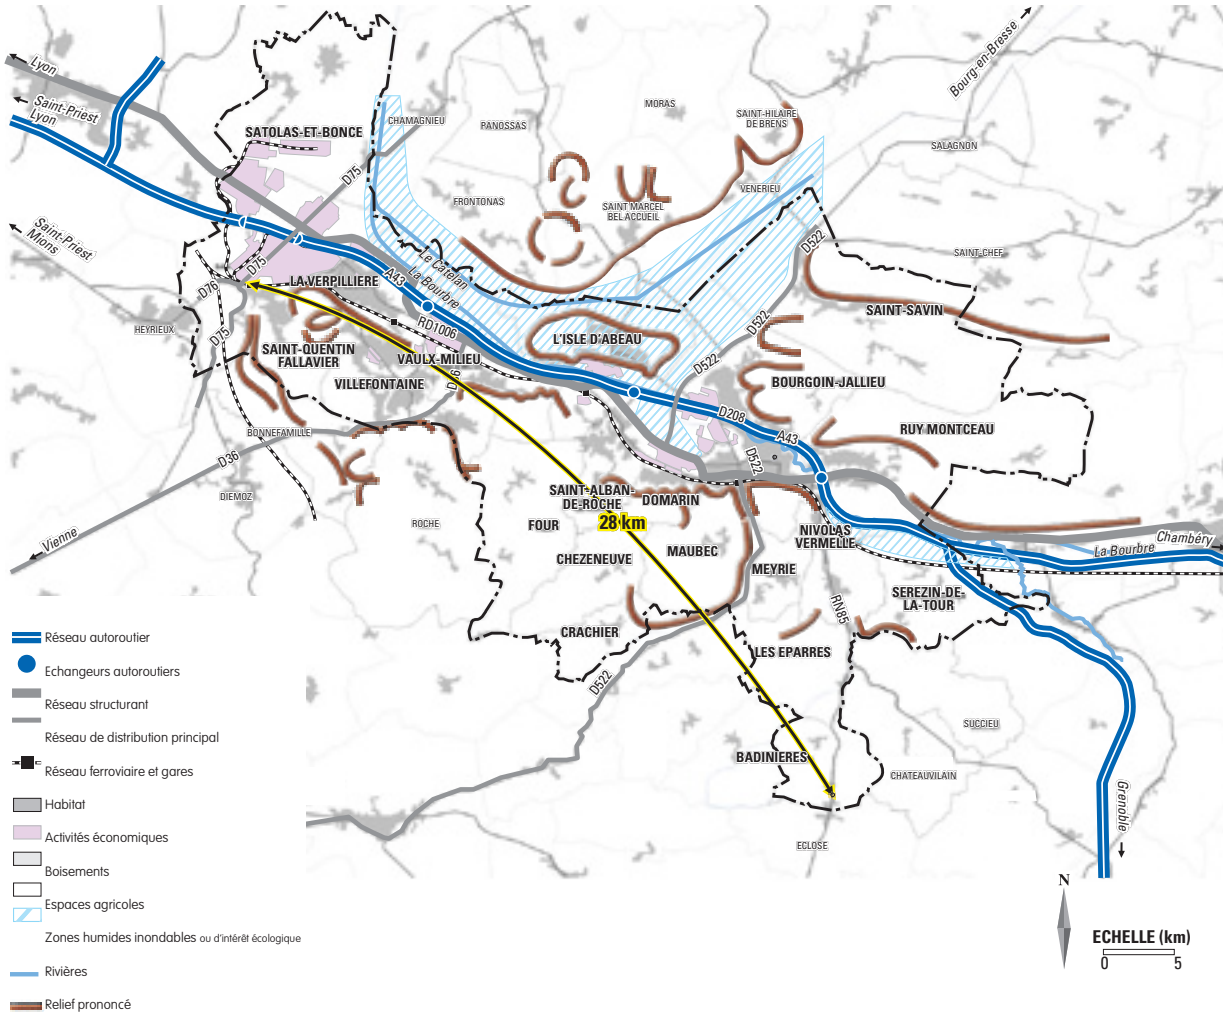 Lyon
Saint-Priest
Lyon
Saint-Priest
Mions
Bourg-en-Bresse
SATOLAS-ET-BONCE
CHAMAGNIEU
PANOSSAS
MORAS
SAINT-HILAIRE
DE BRENS
SALAGNON
D75
FRONTONAS
SAINT MARCEL
BEL ACCUEIL
VENERIEU
D522
SAINT-CHEF
Le Catelan
La Bourbre
D75
D76
LA VERPILLIERE
A43
RD1006
HEYRIEUX
D75
SAINT-QUENTIN
FALLAVIER
VAULX-MILIEU
VILLEFONTAINE
L'ISLE D'ABEAU
D522
D522
SAINT-SAVIN
BOURGOIN-JALLIEU
D208
A43
RUY MONTCEAU
BONNEFAMILLE
D36
DIEMOZ
Vienne
ROCHE
D522
SAINT-ALBAN-
DE-ROCHE
DOMARIN
28 km
FOUR
CHEZENEUVE
MAUBEC
MEYRIE
NIVOLAS
VERMELLE
La Bourbre
Chambéry
SEREZIN-DE-
LA-TOUR
RN85
CRACHIER
LES EPARRES
D522
SUCCIEU
BADINIERES
CHATEAUVILAIN
ECLOSE
Grenoble
Réseau autoroutier
Echangeurs autoroutiers
Réseau structurant
Réseau de distribution principal
Réseau ferroviaire et gares
Habitat
Activités économiques
Boisements
Espaces agricoles
Zones humides inondables ou d'intérêt écologique
Rivières
Relief prononcé
N
ECHELLE (km)
0 5